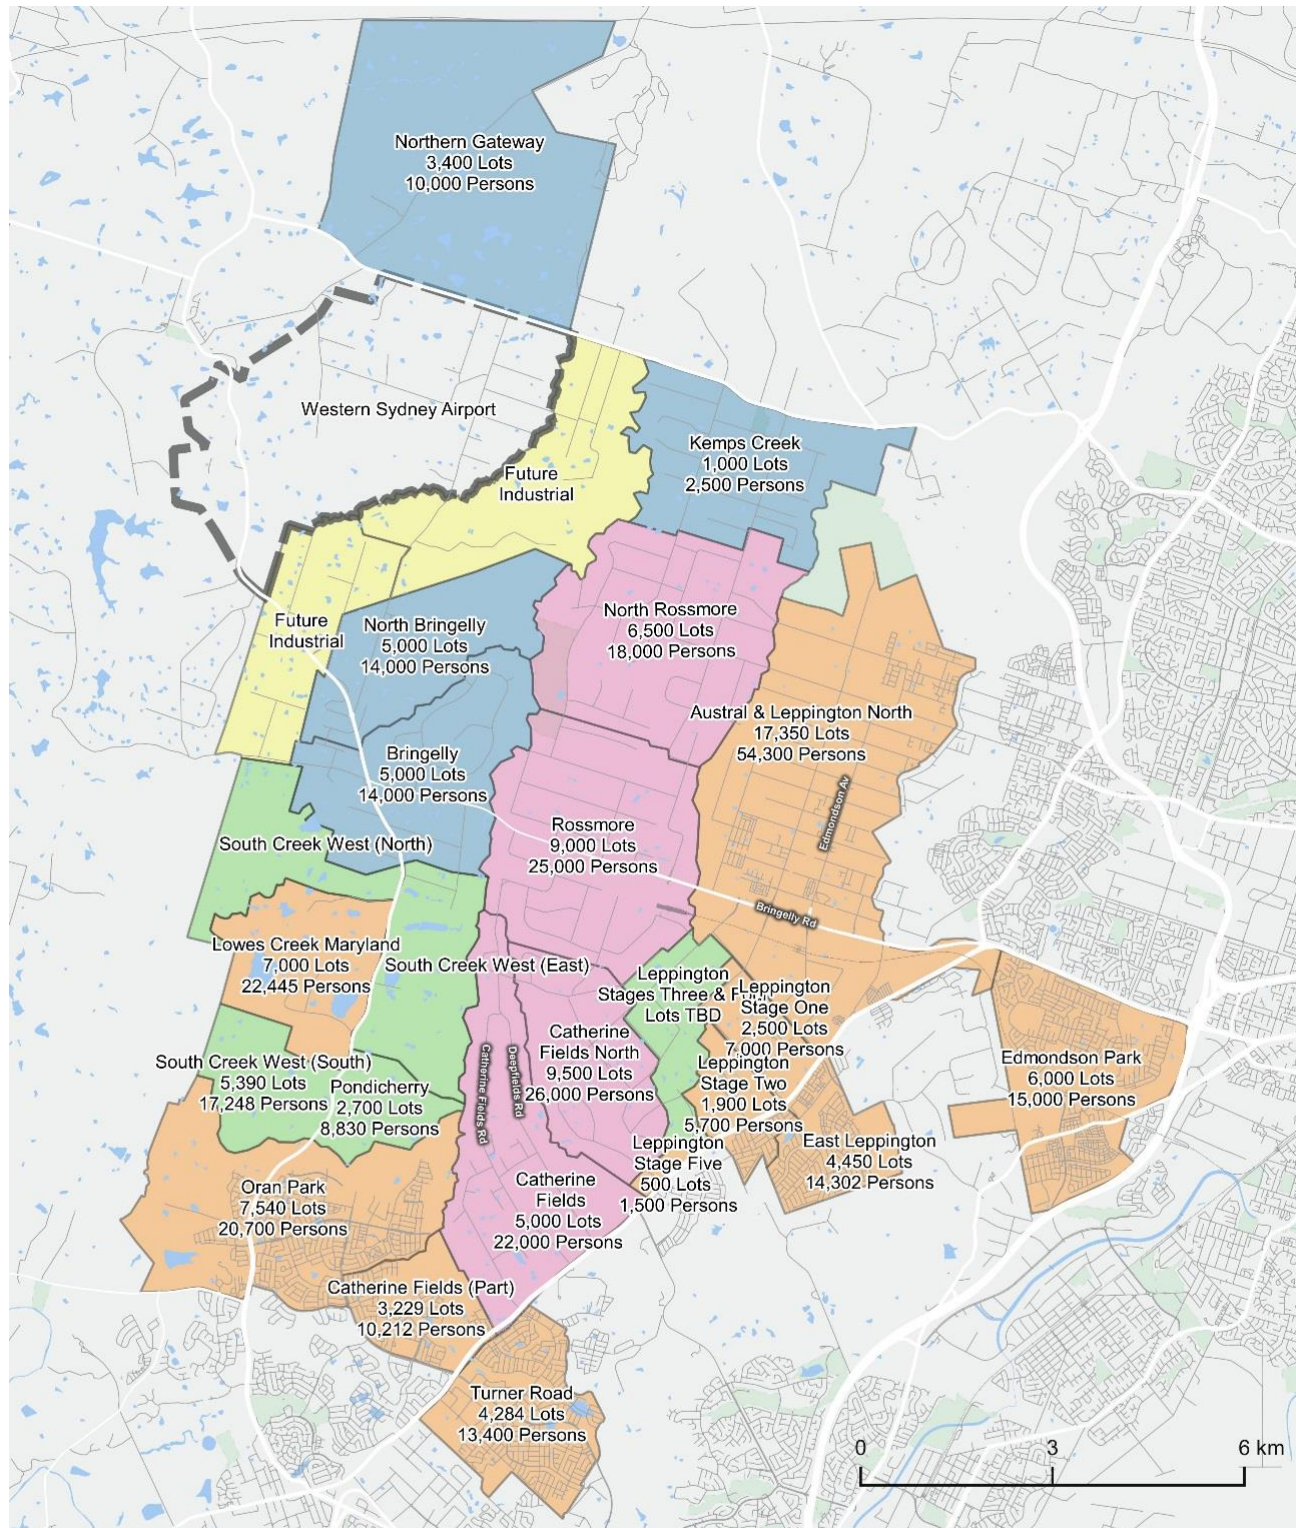 Northern Gateway
3,400 Lots
10,000 Persons
Western Sydney Airport
Kemps Creek
1,000 Lots
2,500 Persons
Future
Industrial
Future
Industrial
North Bringelly
5,000 Lots
14,000 Persons
North Rossmore
6,500 Lots
18,000 Persons
Austral & Leppington North
17,350 Lots
54,300 Persons
Bringelly
5,000 Lots
14,000 Persons
Edmondson Av
South Creek West (North)
Rossmore
9,000 Lots
25,000 Persons
Bringelly Rd
Lowes Creek Maryland
7,000 Lots
22,445 Persons
South Creek West (East)
Leppington
Stages Three &
Lots TBD
Leppington
Stage One
2,500 Lots
7,000 Persons
Catherine
Fields North
9,500 Lots
26,000 Persons
Catherine Fields Rd
Deepfields Rd
South Creek West (South)
5,390 Lots
17,248 Persons
Pondicherry
2,700 Lots
8,830 Persons
Leppington
Stage Two
1,900 Lots
5,700 Persons
Edmondson Park
6,000 Lots
15,000 Persons
Leppington
Stage Five
500 Lots
1,500 Persons
East Leppington
4,450 Lots
14,302 Persons
Oran Park
7,540 Lots
20,700 Persons
Catherine
Fields
5,000 Lots
22,000 Persons
Catherine Fields (Part)
3,229 Lots
10,212 Persons
Turner Road
4,284 Lots
13,400 Persons
0 3 6 km